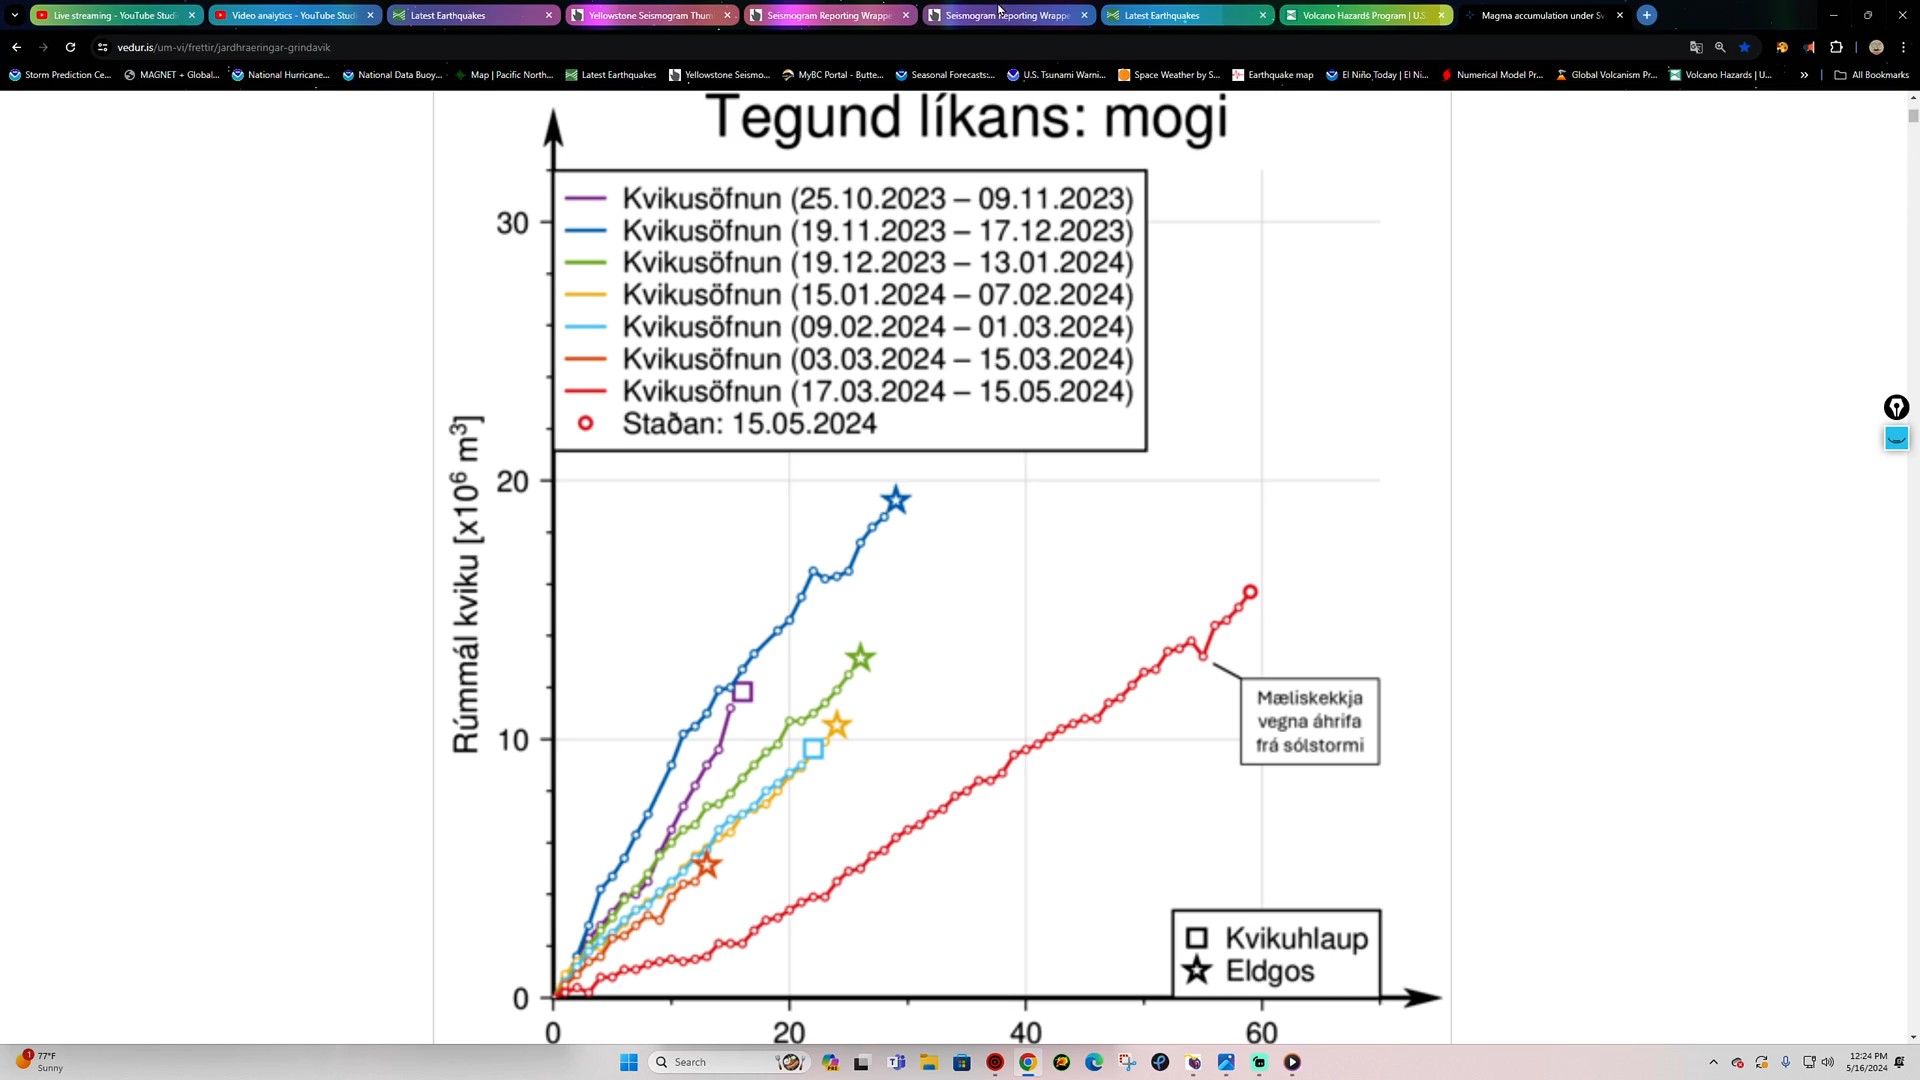 Live streaming - YouTube Studi
Video analytics - YouTube Studi
Latest Earthquakes
Yellowstone Seismogram Thum
Seismogram Reporting Wrappe
Seismogram Reporting Wrappe
Latest Earthquakes
Volcano Hazards Program | U.S.
Magma accumulation under Sv
vedur.is/um-vi/frettir/jardhraeringar-grindavik
Storm Prediction Ce...
MAGNET + Global...
National Hurricane...
National Data Buoy...
Map | Pacific North...
Latest Earthquakes
Yellowstone Seismo...
MyBC Portal - Butte...
Seasonal Forecasts:...
U.S. Tsunami Warni...
Space Weather by S...
Earthquake map
El Niño Today | El Ni...
Numerical Model Pr...
Global Volcanism Pr...
Volcano Hazards | U...
All Bookmarks
Tegund líkans: mogi
Kvikusöfnun (25.10.2023 – 09.11.2023)
Kvikusöfnun (19.11.2023 – 17.12.2023)
Kvikusöfnun (19.12.2023 – 13.01.2024)
Kvikusöfnun (15.01.2024 – 07.02.2024)
Kvikusöfnun (09.02.2024 – 01.03.2024)
Kvikusöfnun (03.03.2024 – 15.03.2024)
Kvikusöfnun (17.03.2024 – 15.05.2024)
Staðan: 15.05.2024
Rúmmál kviku [x10⁶ m³]
30
20
10
0
Mæliskekkja
vegna áhrifa
frá sólstormi
Kvikuhlaup
Eldgos
0 20 40 60
1
77°F
Sunny
Search
12:24 PM
5/16/2024